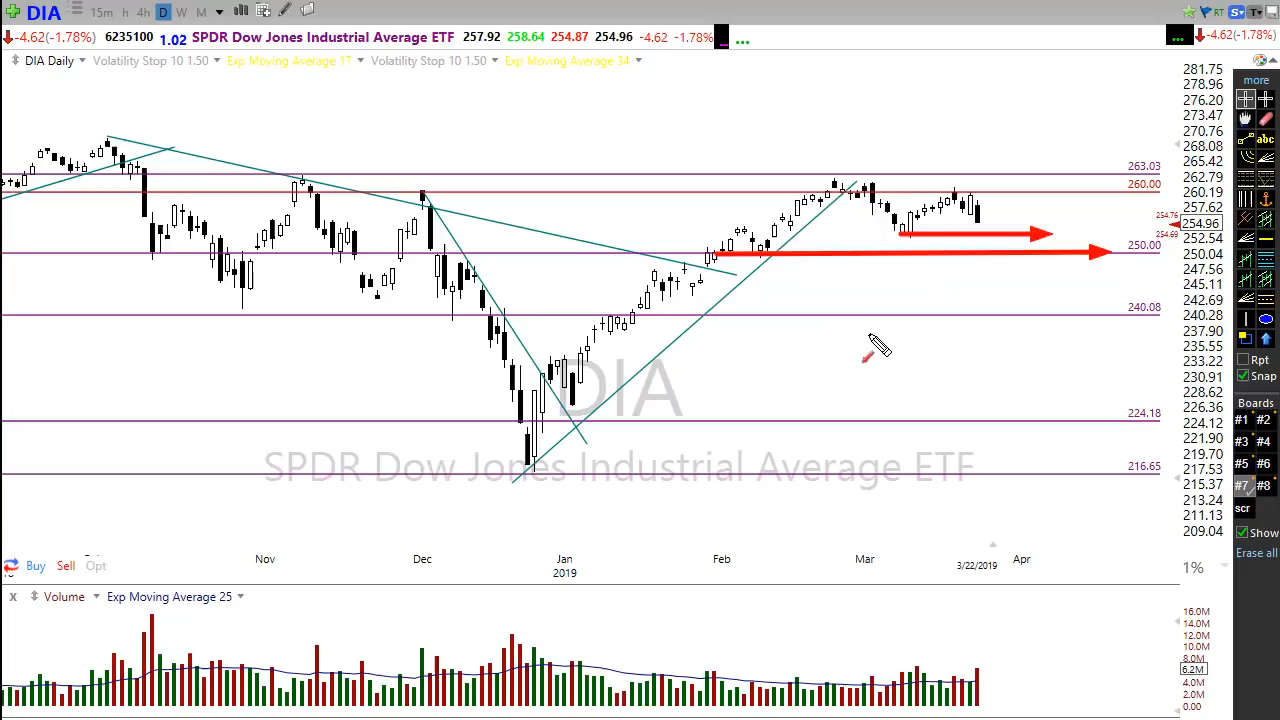 DIA 15m h 4h D W M RT S T
-4.62(-1.78%) 6235100 1.02 SPDR Dow Jones Industrial Average ETF 257.92 258.64 254.87 254.96 -4.62 -1.78% ... ... -4.62(-1.78%)
DIA Daily Volatility Stop 10 1.50 Exp Moving Average 17 Volatility Stop 10 1.50 Exp Moving Average 34
281.75
278.96
276.20
273.47
270.76
268.08
265.42
262.79
260.19
257.62
254.96
252.54
250.04
247.56
245.11
242.69
240.28
237.90
235.55
233.22
230.91
228.62
226.36
224.12
221.90
219.70
217.53
215.37
213.24
211.13
209.04
263.03
260.00
254.76
254.69
250.00
240.08
224.18
216.65
DIA
SPDR Dow Jones Industrial Average ETF
more
abc
Rpt
Snap
Boards
#1 #2
#3 #4
#5 #6
#7 #8
scr
Show
Erase all
Nov Dec Jan Feb Mar Apr
2019 3/22/2019
Buy Sell Opt
1%
X Volume Exp Moving Average 25
16.0M
14.0M
12.0M
10.0M
8.0M
6.2M
4.0M
2.0M
0.00